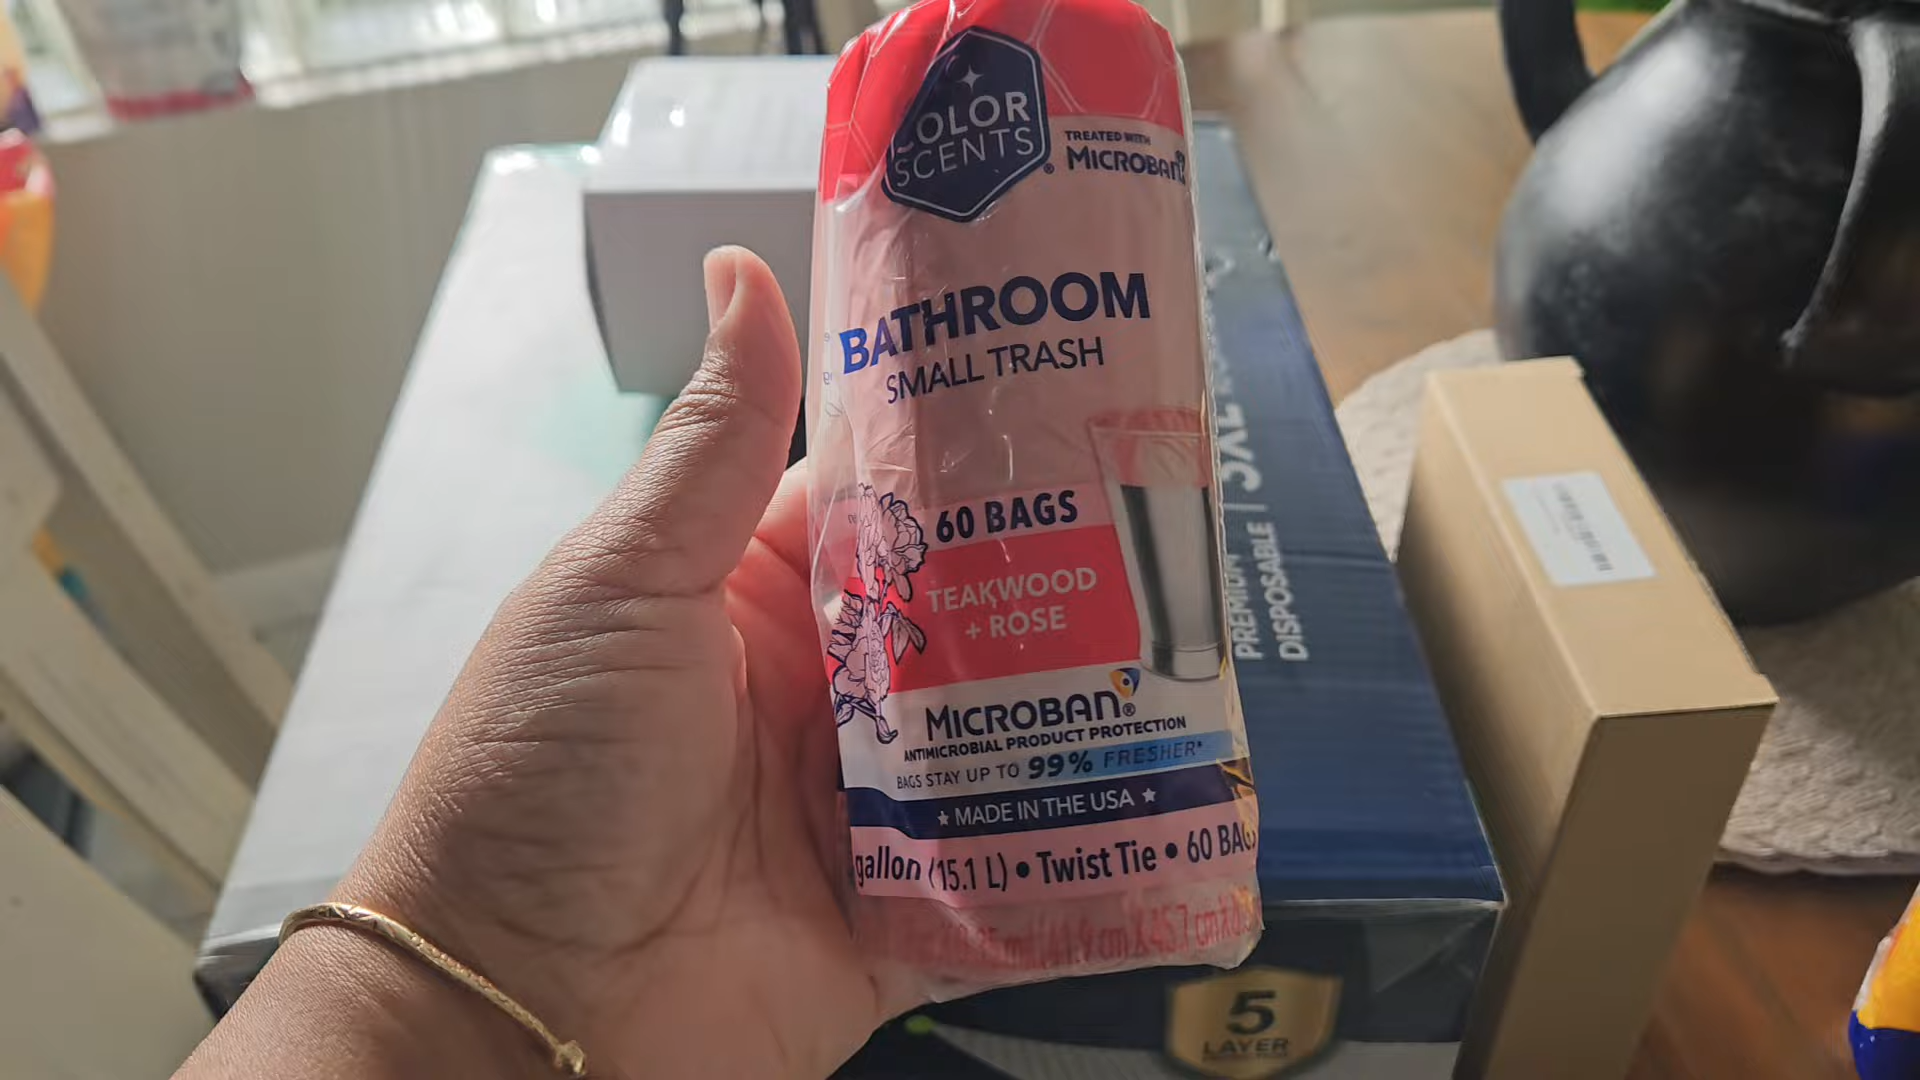 COLOR
SCENTS®
TREATED WITH
MICROBAN®
BATHROOM
SMALL TRASH
60 BAGS
TEAKWOOD
+ ROSE
MICROBAN®
ANTIMICROBIAL PRODUCT PROTECTION
BAGS STAY UP TO 99% FRESHER*
★ MADE IN THE USA ★
gallon (15.1 L) • Twist Tie • 60 BAGS
PREMIUM
DISPOSABLE
5
LAYER